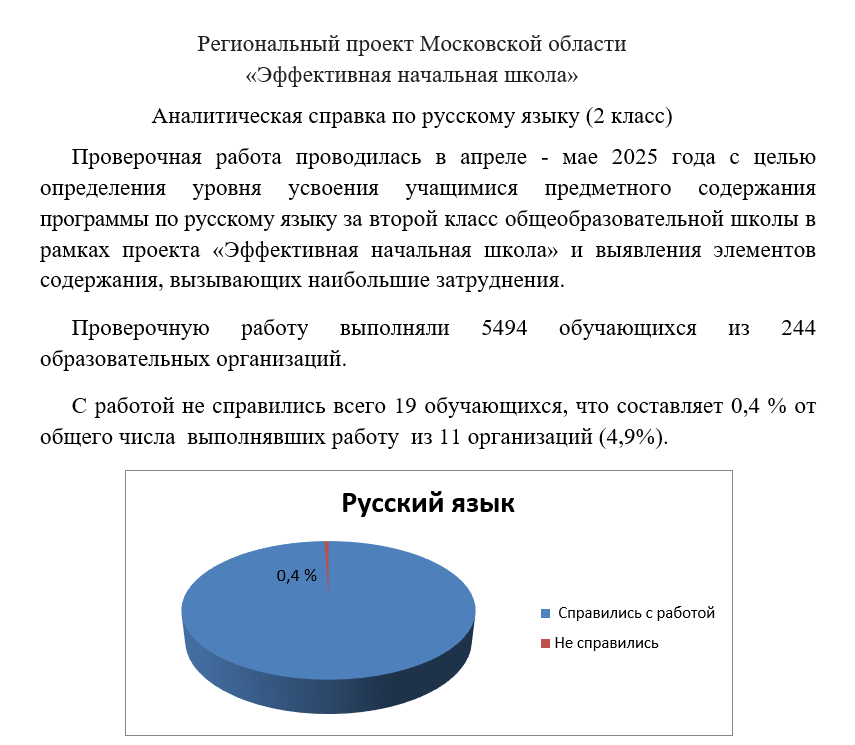 Региональный проект Московской области
«Эффективная начальная школа»
Аналитическая справка по русскому языку (2 класс)
Проверочная работа проводилась в апреле - мае 2025 года с целью
определения уровня усвоения учащимися предметного содержания
программы по русскому языку за второй класс общеобразовательной школы в
рамках проекта «Эффективная начальная школа» и выявления элементов
содержания, вызывающих наибольшие затруднения.
Проверочную работу выполняли 5494 обучающихся из 244
образовательных организаций.
С работой не справились всего 19 обучающихся, что составляет 0,4 % от
общего числа выполнявших работу из 11 организаций (4,9%).
Русский язык
0,4 %
Справились с работой
Не справились